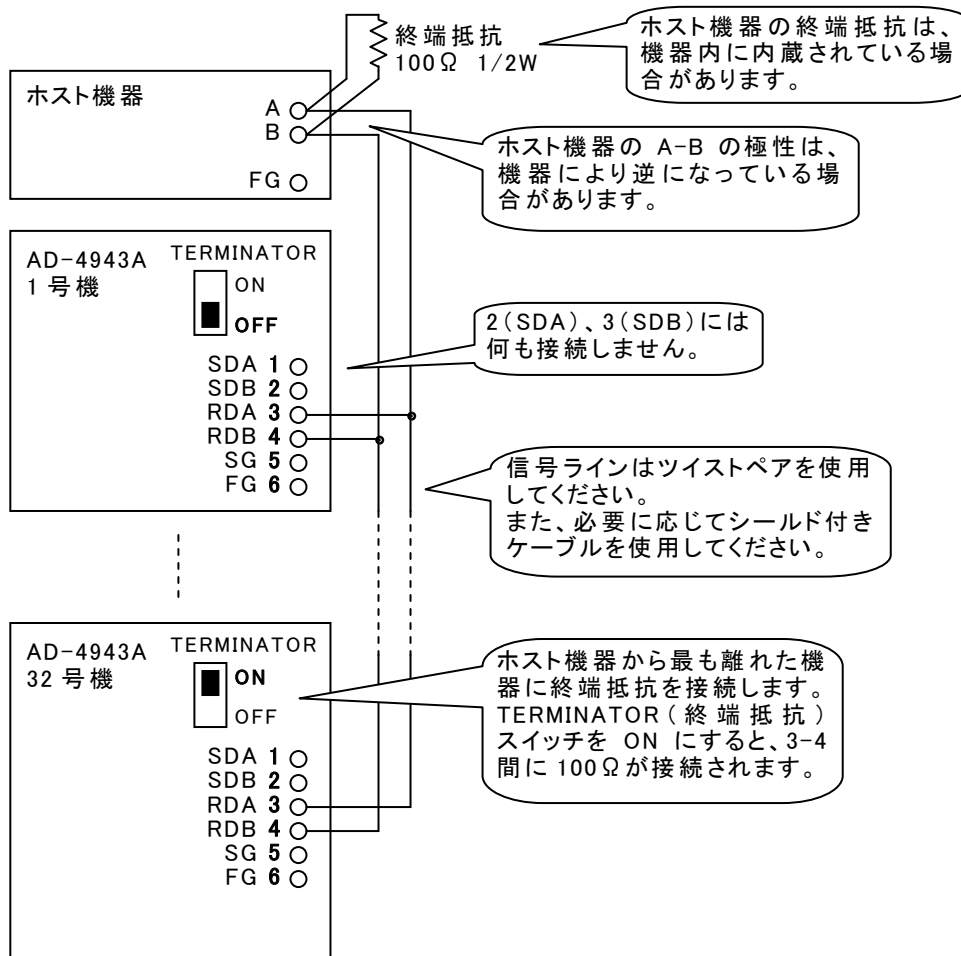 終端抵抗
100Ω 1/2W
ホスト機器の終端抵抗は、
機器内に内蔵されている場
合があります。
ホスト機器
A
B
FG
ホスト機器の A-B の極性は、
機器により逆になっている場
合があります。
AD-4943A
1 号機
TERMINATOR
ON
OFF
2(SDA)、3(SDB)には
何も接続しません。
SDA 1
SDB 2
RDA 3
RDB 4
SG 5
FG 6
信号ラインはツイストペアを使用
してください。
また、必要に応じてシールド付き
ケーブルを使用してください。
AD-4943A
32 号機
TERMINATOR
ON
OFF
ホスト機器から最も離れた機
器に終端抵抗を接続します。
TERMINATOR(終端抵抗)
スイッチを ON にすると、3-4
間に 100Ωが接続されます。
SDA 1
SDB 2
RDA 3
RDB 4
SG 5
FG 6